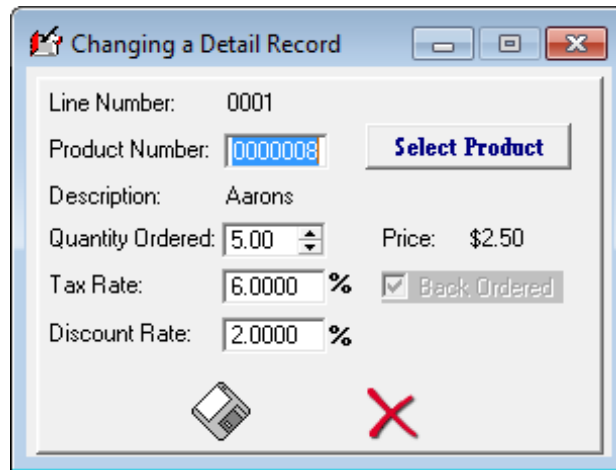 Changing a Detail Record
Line Number: 0001
Product Number: 0000008 Select Product
Description: Aarons
Quantity Ordered: 5.00 Price: $2.50
Tax Rate: 6.0000 % Back Ordered
Discount Rate: 2.0000 %